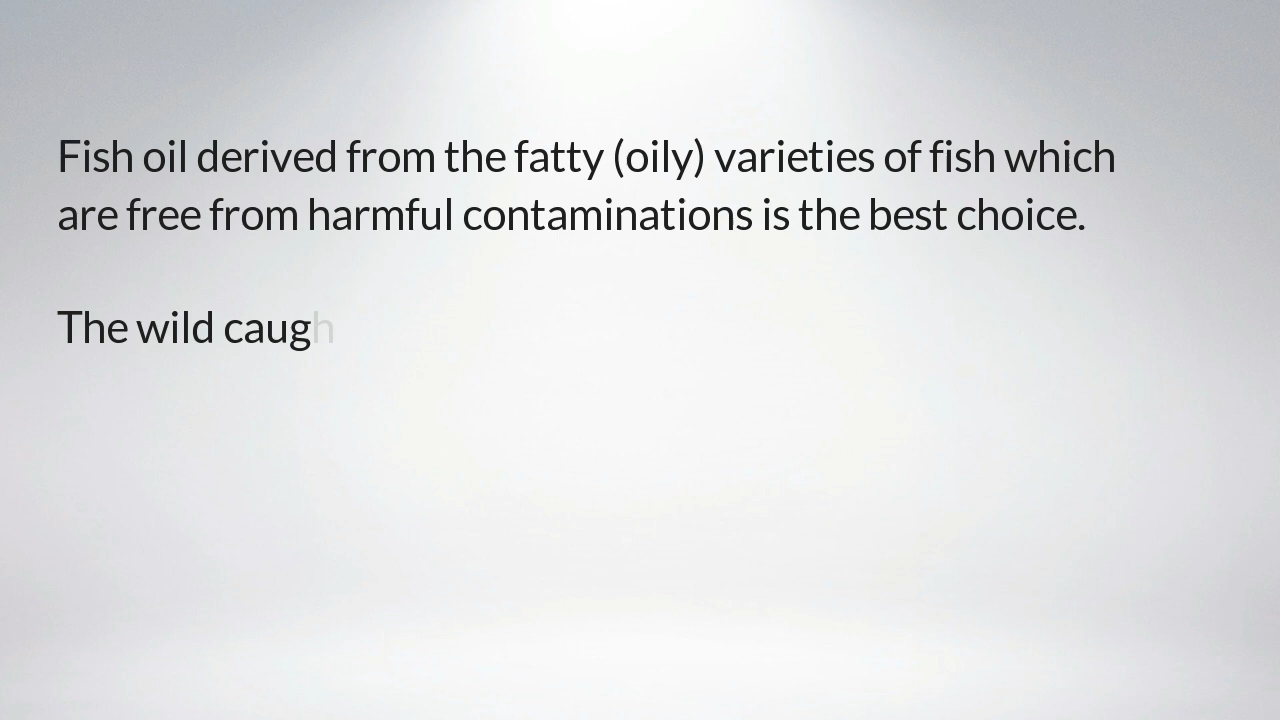 Fish oil derived from the fatty (oily) varieties of fish which
are free from harmful contaminations is the best choice.
The wild caugh